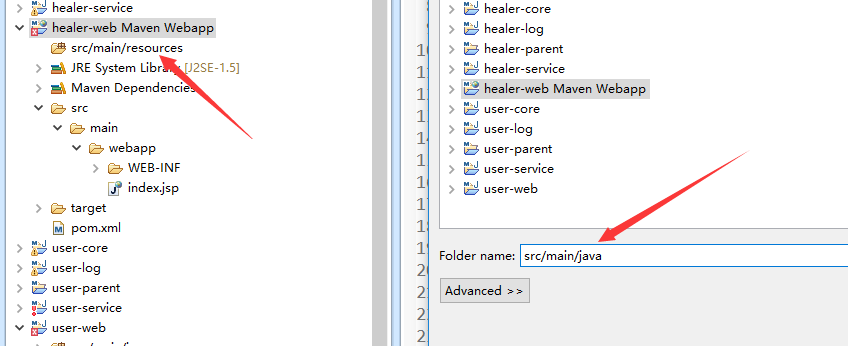 healer-service
healer-web Maven Webapp
src/main/resources
JRE System Library [J2SE-1.5]
Maven Dependencies
src
main
webapp
WEB-INF
index.jsp
target
pom.xml
user-core
user-log
user-parent
user-service
user-web
healer-core
healer-log
healer-parent
healer-service
healer-web Maven Webapp
user-core
user-log
user-parent
user-service
user-web
Folder name: src/main/java
Advanced >>